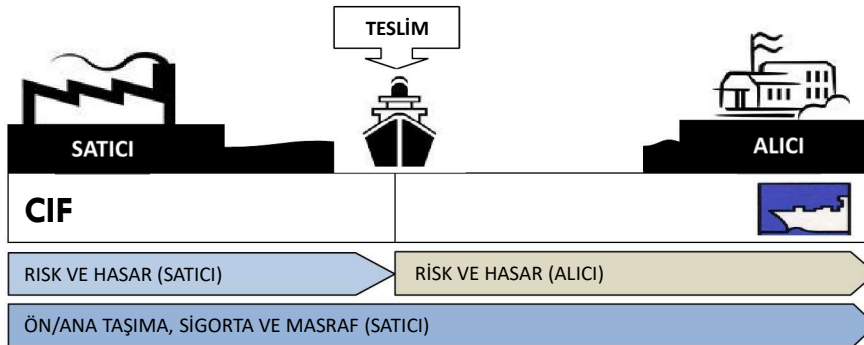 TESLİM
SATICI
ALICI
CIF
RISK VE HASAR (SATICI)
RİSK VE HASAR (ALICI)
ÖN/ANA TAŞIMA, SİGORTA VE MASRAF (SATICI)